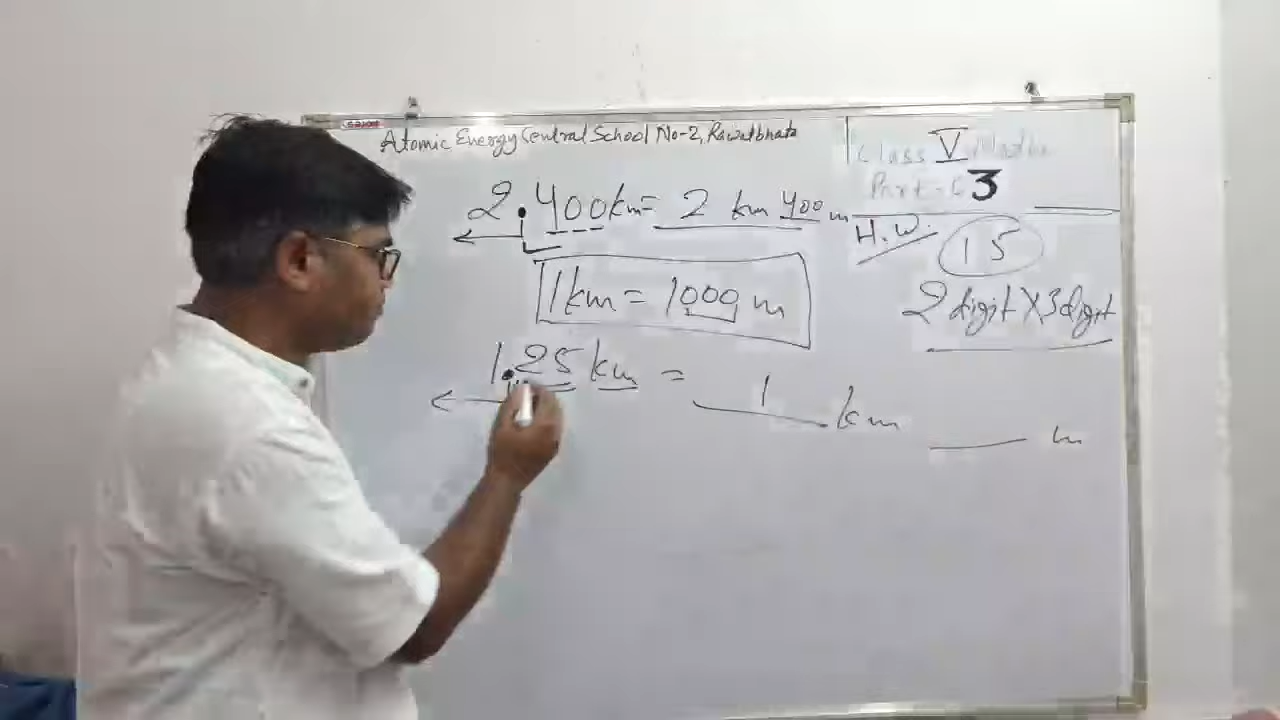 Atomic Energy Central School No-2, Rawatbhata
Class V Maths
Part-C 3
2.400km = 2 km 400 m
H.W. 15
1km = 1000 m
2 digit X 3 digit
1.25 km = 1 km ___ m